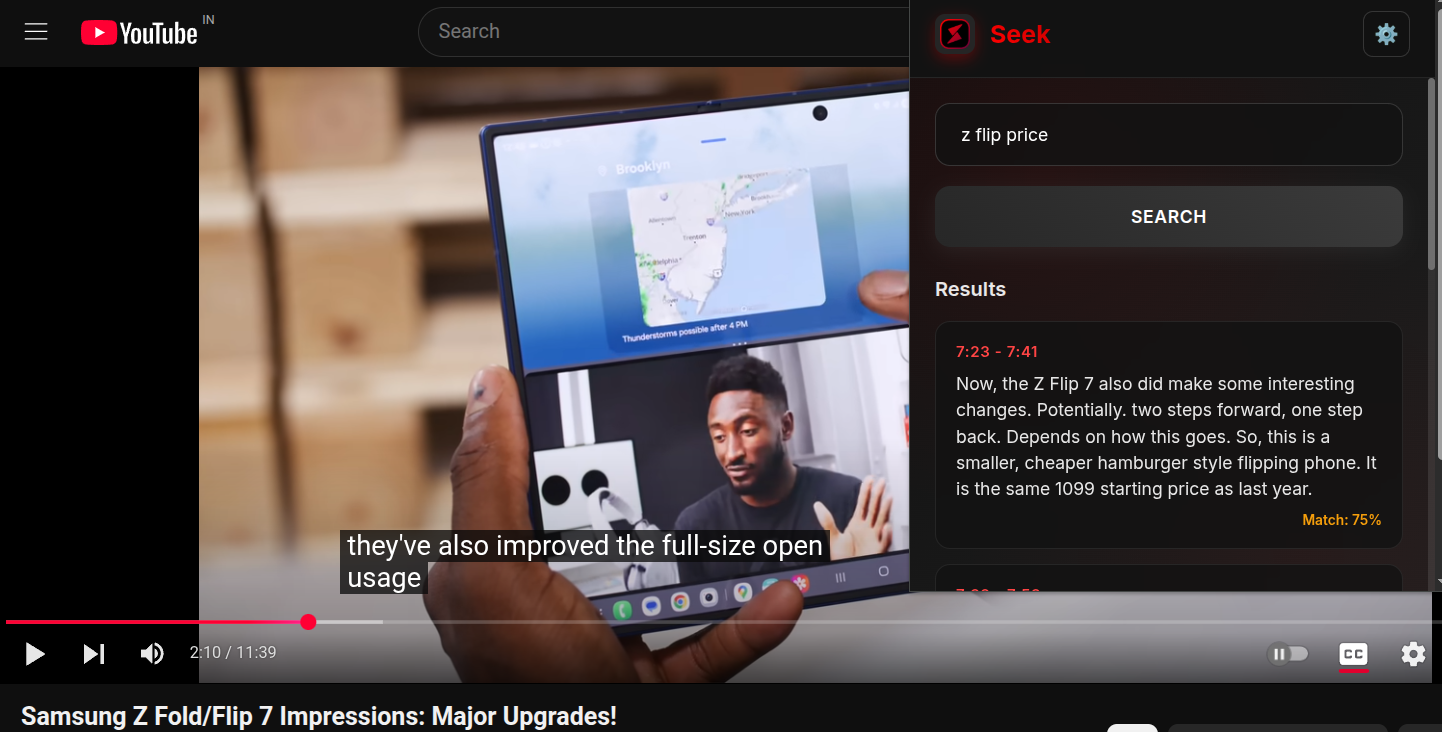 YouTube IN
Search
Seek
z flip price
SEARCH
Results
7:23 - 7:41
Now, the Z Flip 7 also did make some interesting
changes. Potentially. two steps forward, one step
back. Depends on how this goes. So, this is a
smaller, cheaper hamburger style flipping phone. It
is the same 1099 starting price as last year.
Match: 75%
Brooklyn
Allentown
New York
Trenton
Thunderstorms possible after 4 PM
they've also improved the full-size open
usage
2:10 / 11:39
CC
Samsung Z Fold/Flip 7 Impressions: Major Upgrades!